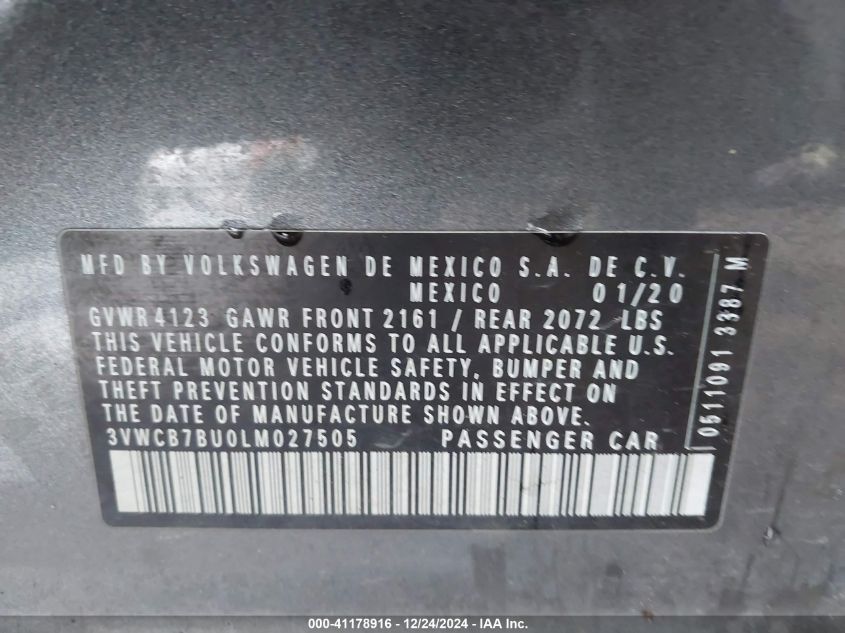 MFD BY VOLKSWAGEN DE MEXICO S.A. DE C.V.
MEXICO 01/20
GVWR 4123 GAWR FRONT 2161 / REAR 2072 LBS
THIS VEHICLE CONFORMS TO ALL APPLICABLE U.S.
FEDERAL MOTOR VEHICLE SAFETY, BUMPER AND
THEFT PREVENTION STANDARDS IN EFFECT ON
THE DATE OF MANUFACTURE SHOWN ABOVE.
3VWCB7BU0LM027505 PASSENGER CAR
0511091 3387 M
000-41178916 - 12/24/2024 - IAA Inc.